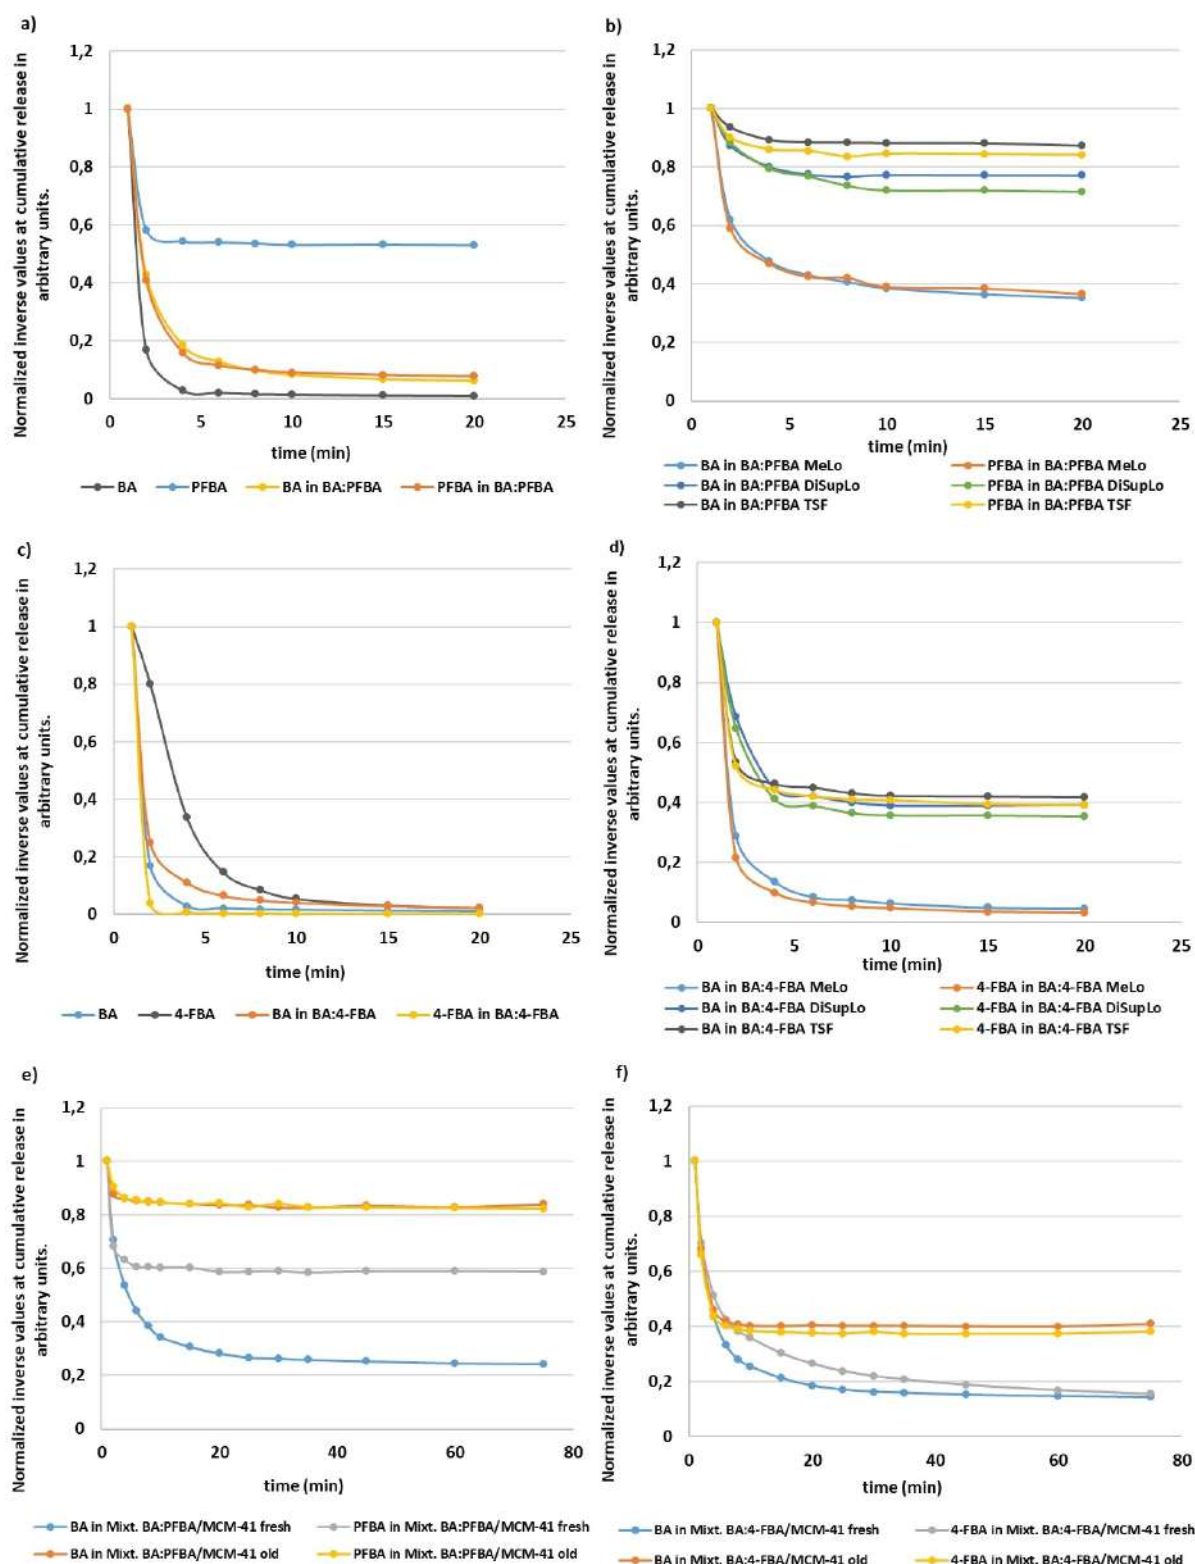 a)
Normalized inverse values at cumulative release in
arbitrary units.
1,2
1
0,8
0,6
0,4
0,2
0
0 5 10 15 20 25
time (min)
BA PFBA BA in BA:PFBA PFBA in BA:PFBA
b)
Normalized inverse values at cumulative release in
arbitrary units.
1,2
1
0,8
0,6
0,4
0,2
0
0 5 10 15 20 25
time (min)
BA in BA:PFBA MeLo PFBA in BA:PFBA MeLo
BA in BA:PFBA DiSupLo PFBA in BA:PFBA DiSupLo
BA in BA:PFBA TSF PFBA in BA:PFBA TSF
c)
Normalized inverse values at cumulative release in
arbitrary units.
1,2
1
0,8
0,6
0,4
0,2
0
0 5 10 15 20 25
time (min)
BA 4-FBA BA in BA:4-FBA 4-FBA in BA:4-FBA
d)
Normalized inverse values at cumulative release in
arbitrary units.
1,2
1
0,8
0,6
0,4
0,2
0
0 5 10 15 20 25
time (min)
BA in BA:4-FBA MeLo 4-FBA in BA:4-FBA MeLo
BA in BA:4-FBA DiSupLo 4-FBA in BA:4-FBA DiSupLo
BA in BA:4-FBA TSF 4-FBA in BA:4-FBA TSF
e)
Normalized inverse values at cumulative release in
arbitrary units.
1,2
1
0,8
0,6
0,4
0,2
0
0 20 40 60 80
time (min)
BA in Mixt. BA:PFBA/MCM-41 fresh PFBA in Mixt. BA:PFBA/MCM-41 fresh
BA in Mixt. BA:PFBA/MCM-41 old PFBA in Mixt. BA:PFBA/MCM-41 old
f)
Normalized inverse values at cumulative release in
arbitrary units.
1,2
1
0,8
0,6
0,4
0,2
0
0 20 40 60 80
time (min)
BA in Mixt. BA:4-FBA/MCM-41 fresh 4-FBA in Mixt. BA:4-FBA/MCM-41 fresh
BA in Mixt. BA:4-FBA/MCM-41 old 4-FBA in Mixt. BA:4-FBA/MCM-41 old